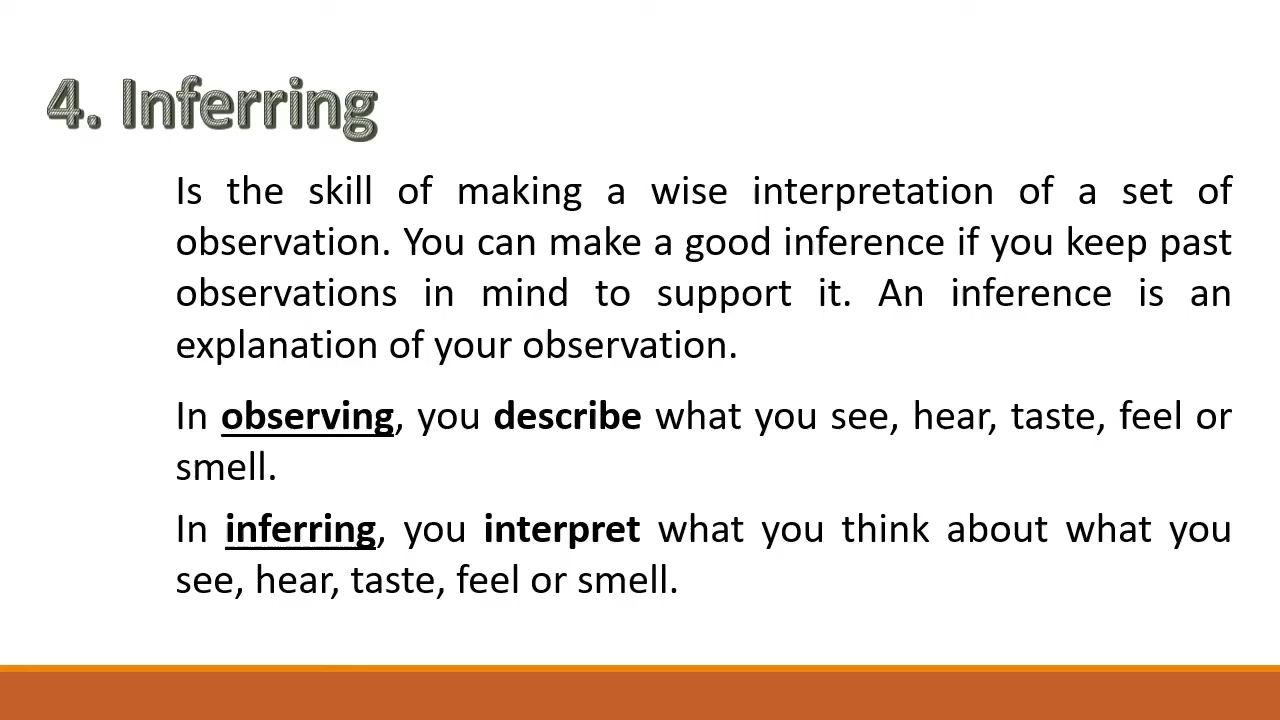 4. Inferring
Is the skill of making a wise interpretation of a set of
observation. You can make a good inference if you keep past
observations in mind to support it. An inference is an
explanation of your observation.
In observing, you describe what you see, hear, taste, feel or
smell.
In inferring, you interpret what you think about what you
see, hear, taste, feel or smell.